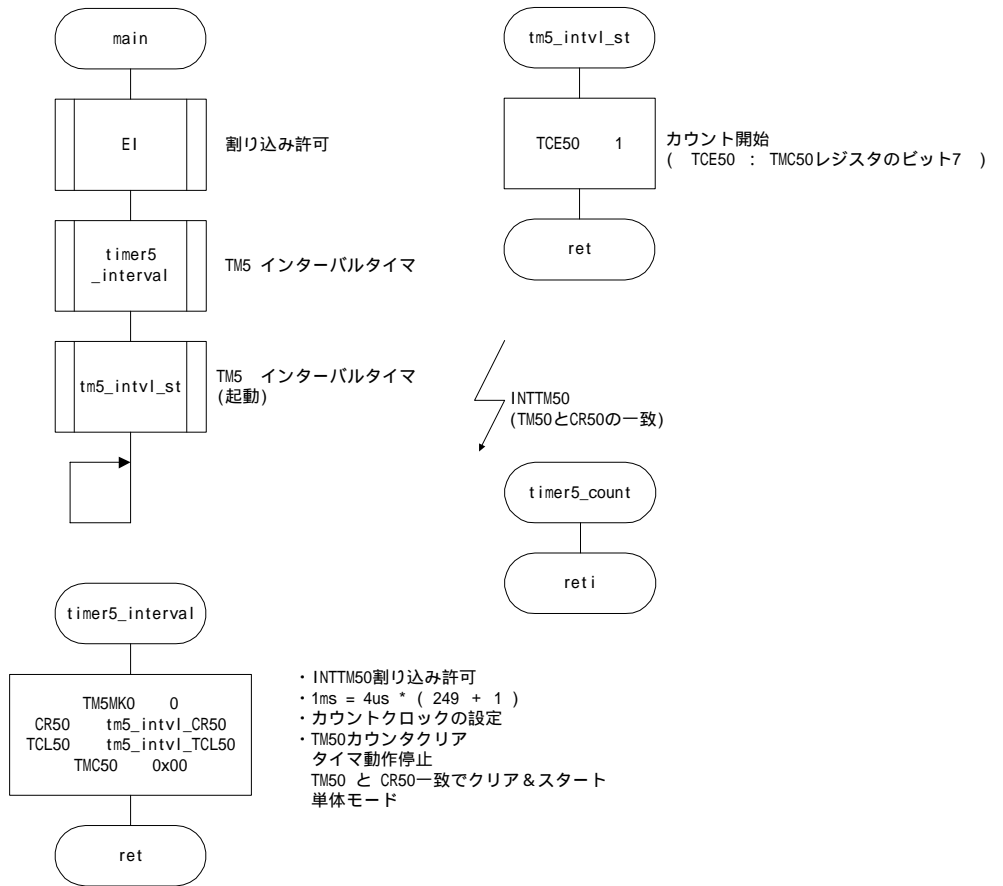 main
EI
割り込み許可
timer5
_interval
TM5 インターバルタイマ
tm5_intvl_st
TM5 インターバルタイマ
(起動)
tm5_intvl_st
TCE50 1
カウント開始
( TCE50 : TMC50レジスタのビット7 )
ret
INTTM50
(TM50とCR50の一致)
timer5_count
reti
timer5_interval
TM5MK0 0
CR50 tm5_intvl_CR50
TCL50 tm5_intvl_TCL50
TMC50 0x00
・INTTM50割り込み許可
・1ms = 4us * ( 249 + 1 )
・カウントクロックの設定
・TM50カウンタクリア
タイマ動作停止
TM50 と CR50一致でクリア＆スタート
単体モード
ret